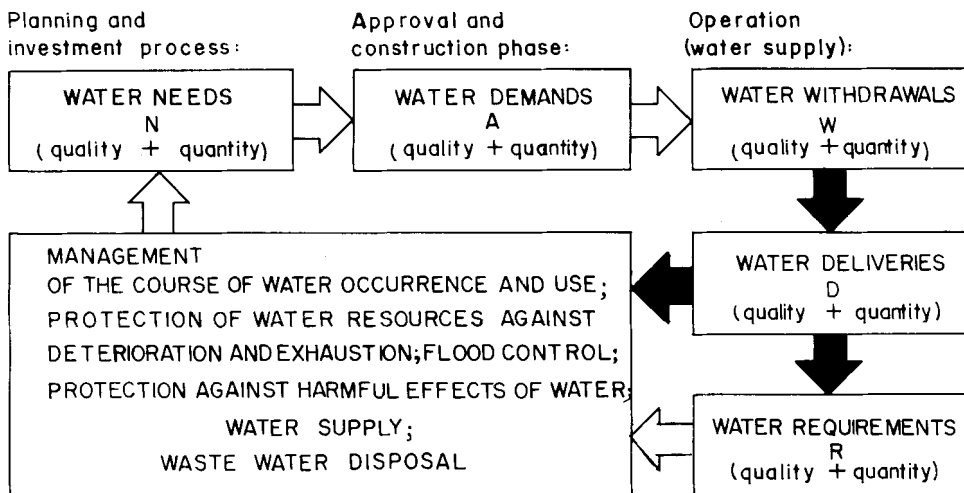 Planning and
investment process:
WATER NEEDS
N
(quality + quantity)
Approval and
construction phase:
WATER DEMANDS
A
(quality + quantity)
Operation
(water supply):
WATER WITHDRAWALS
W
(quality + quantity)
WATER DELIVERIES
D
(quality + quantity)
WATER REQUIREMENTS
R
(quality + quantity)
MANAGEMENT
OF THE COURSE OF WATER OCCURRENCE AND USE;
PROTECTION OF WATER RESOURCES AGAINST
DETERIORATION AND EXHAUSTION; FLOOD CONTROL;
PROTECTION AGAINST HARMFUL EFFECTS OF WATER;
WATER SUPPLY;
WASTE WATER DISPOSAL